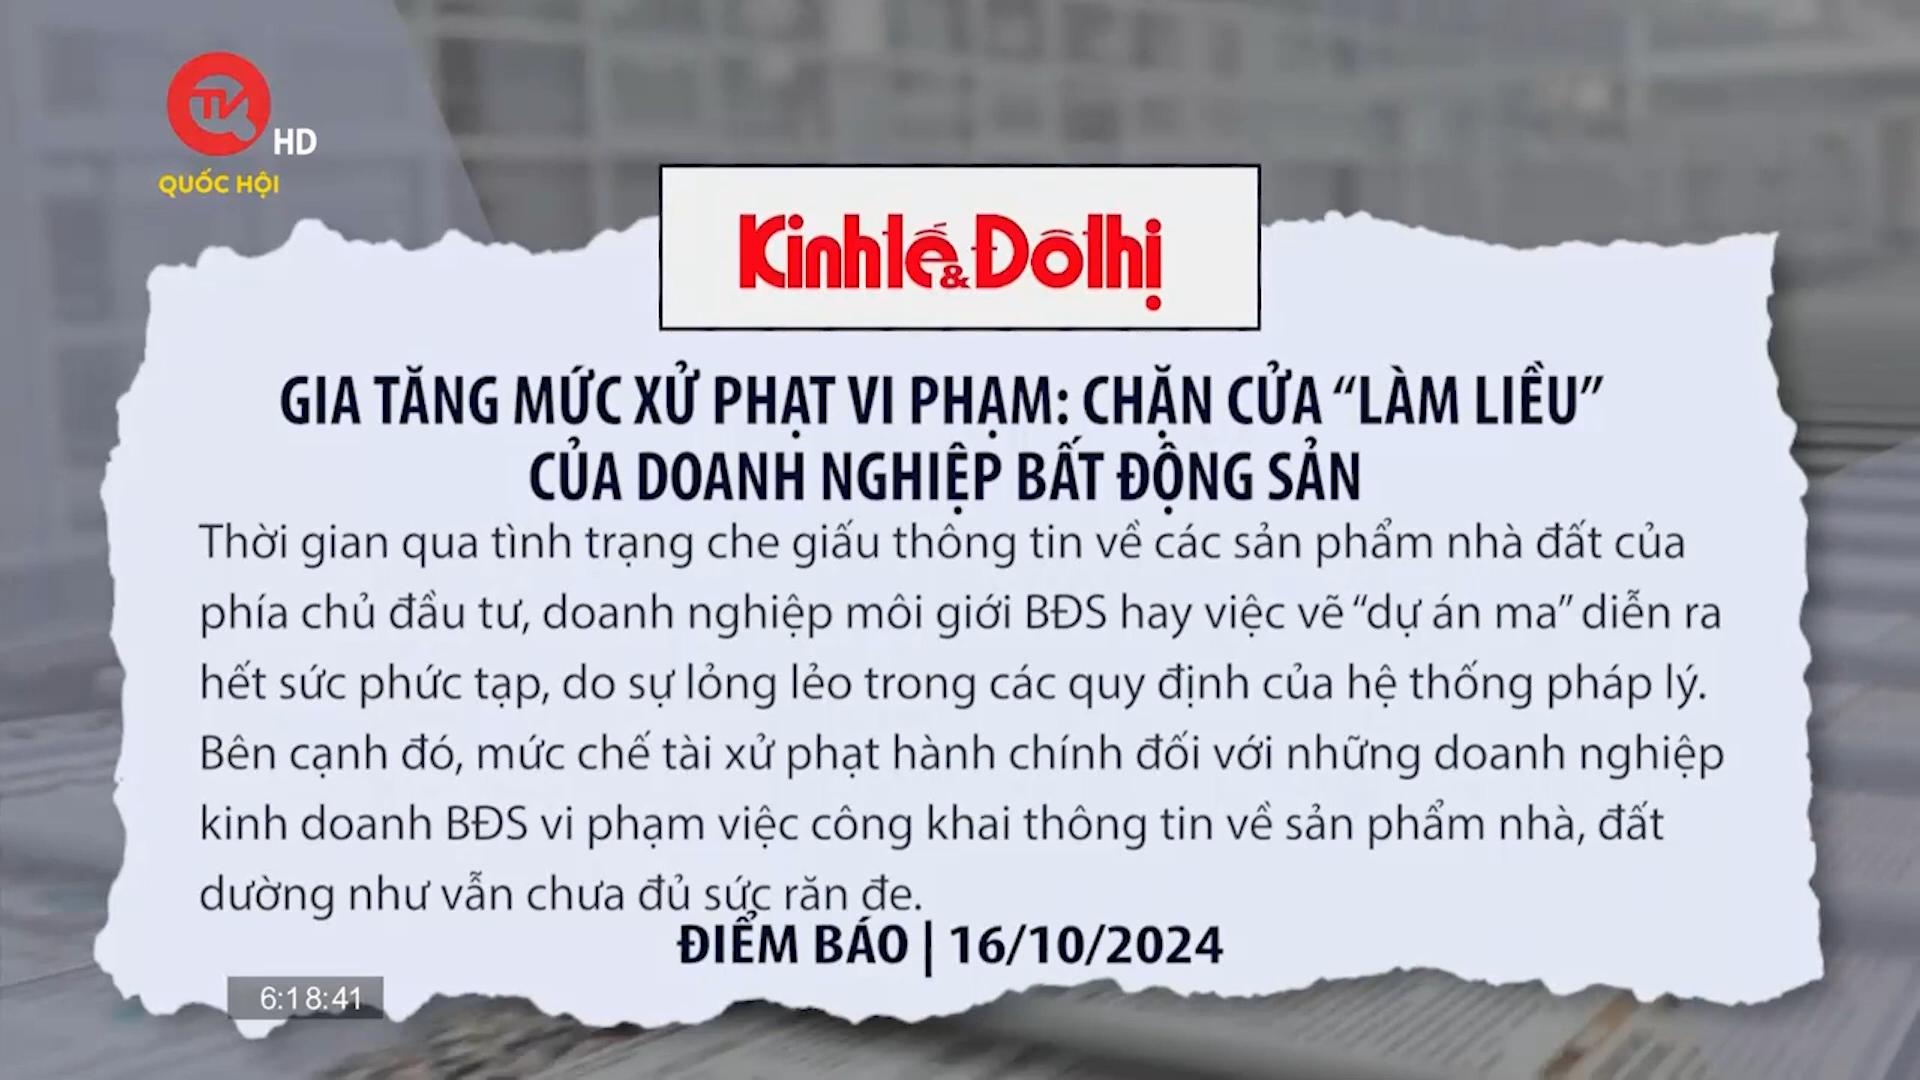 TV
HD
QUỐC HỘI
Kinh tế & Đô thị
GIA TĂNG MỨC XỬ PHẠT VI PHẠM: CHẶN CỬA “LÀM LIỀU”
CỦA DOANH NGHIỆP BẤT ĐỘNG SẢN
Thời gian qua tình trạng che giấu thông tin về các sản phẩm nhà đất của
phía chủ đầu tư, doanh nghiệp môi giới BĐS hay việc vẽ “dự án ma” diễn ra
hết sức phức tạp, do sự lỏng lẻo trong các quy định của hệ thống pháp lý.
Bên cạnh đó, mức chế tài xử phạt hành chính đối với những doanh nghiệp
kinh doanh BĐS vi phạm việc công khai thông tin về sản phẩm nhà, đất
dường như vẫn chưa đủ sức răn đe.
ĐIỂM BÁO | 16/10/2024
6:18:41